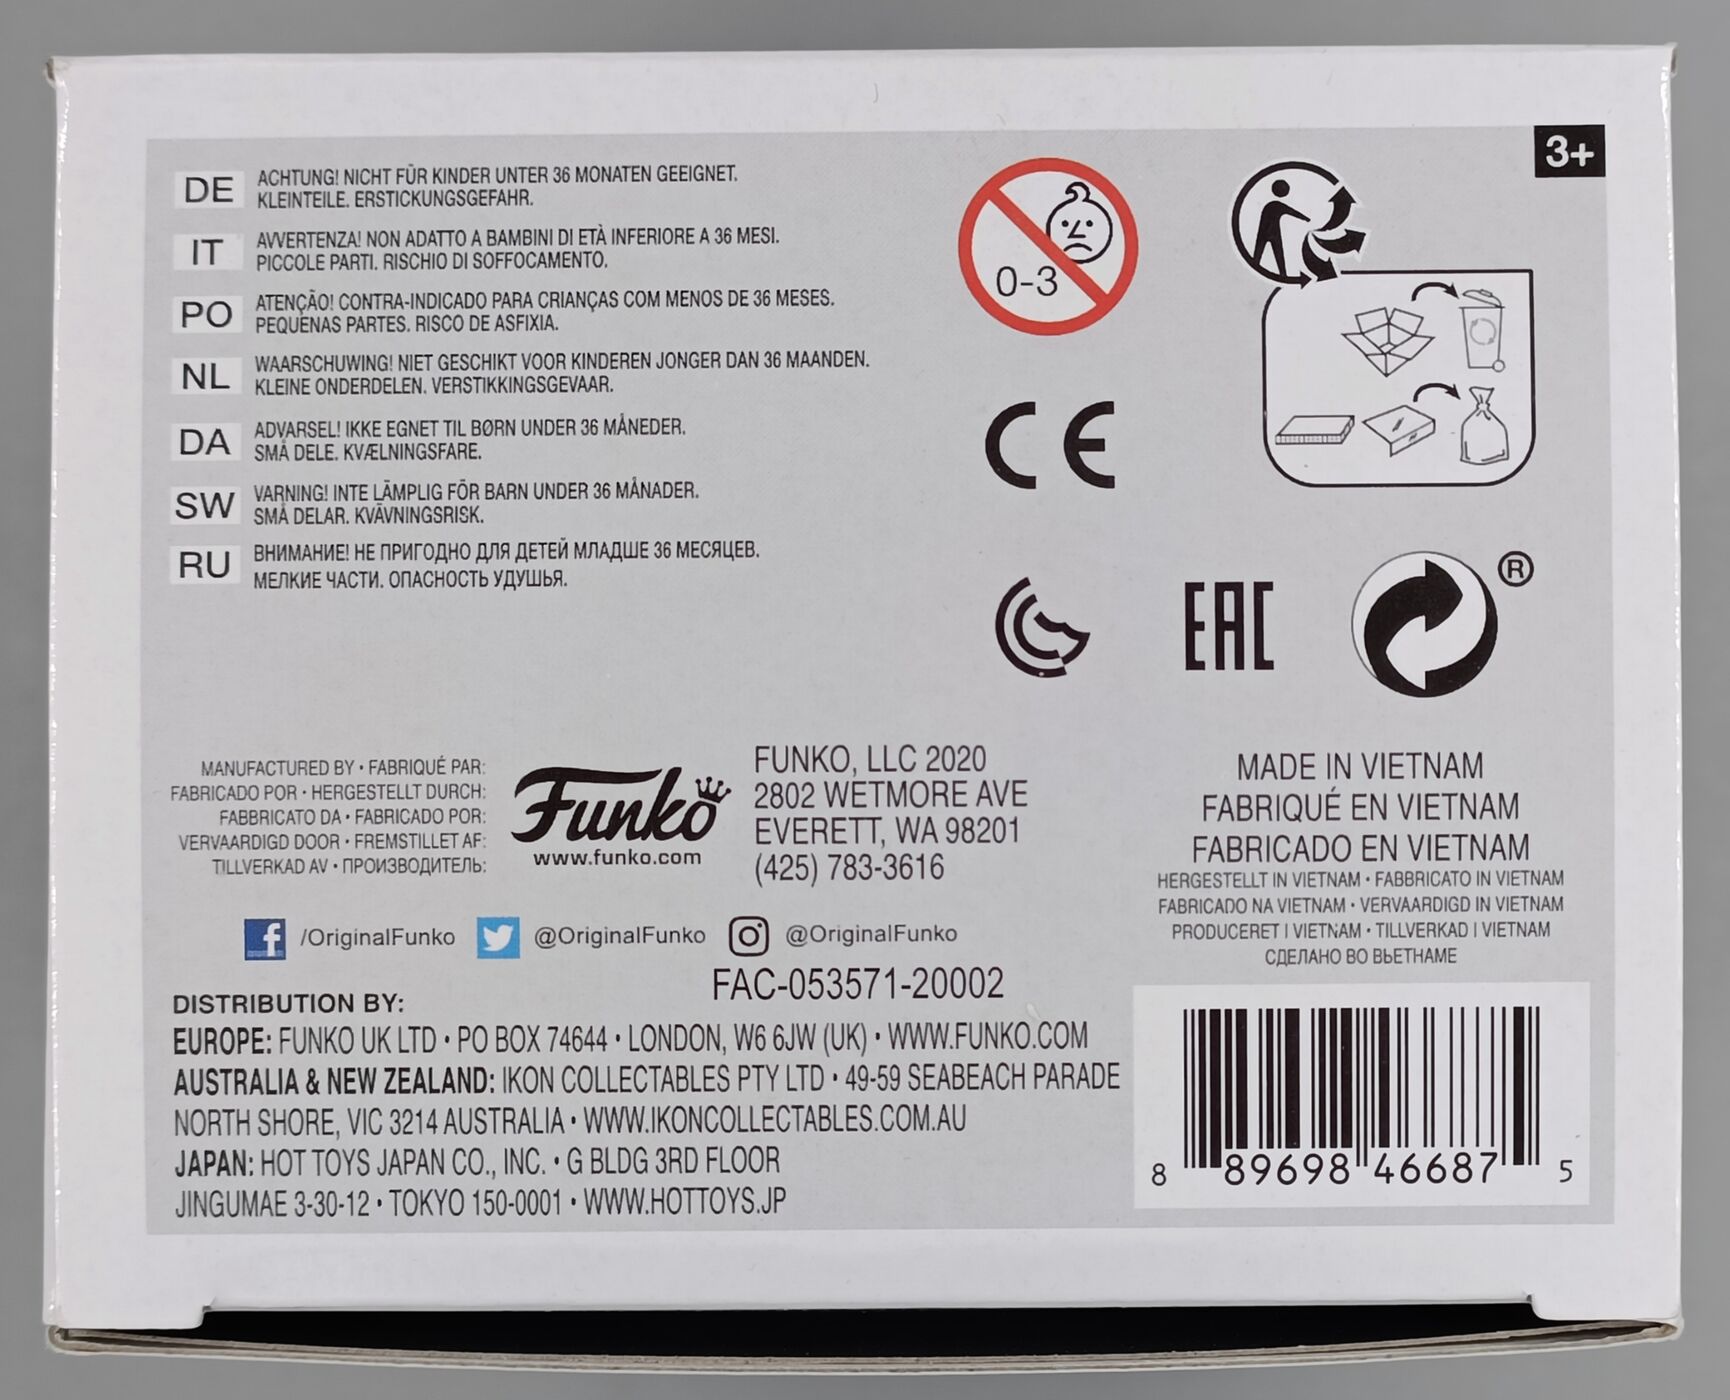 3+
DE ACHTUNG! NICHT FÜR KINDER UNTER 36 MONATEN GEEIGNET.
KLEINTEILE. ERSTICKUNGSGEFAHR.
IT AVVERTENZA! NON ADATTO A BAMBINI DI ETÀ INFERIORE A 36 MESI.
PICCOLE PARTI. RISCHIO DI SOFFOCAMENTO.
PO ATENÇÃO! CONTRA-INDICADO PARA CRIANÇAS COM MENOS DE 36 MESES.
PEQUENAS PARTES. RISCO DE ASFIXIA.
NL WAARSCHUWING! NIET GESCHIKT VOOR KINDEREN JONGER DAN 36 MAANDEN.
KLEINE ONDERDELEN. VERSTIKKINGSGEVAAR.
DA ADVARSEL! IKKE EGNET TIL BØRN UNDER 36 MÅNEDER.
SMÅ DELE. KVÆLNINGSFARE.
SW VARNING! INTE LÄMPLIG FÖR BARN UNDER 36 MÅNADER.
SMÅ DELAR. KVÄVNINGSRISK.
RU ВНИМАНИЕ! НЕ ПРИГОДНО ДЛЯ ДЕТЕЙ МЛАДШЕ 36 МЕСЯЦЕВ.
МЕЛКИЕ ЧАСТИ. ОПАСНОСТЬ УДУШЬЯ.
0-3
CE
EAC
®
MANUFACTURED BY • FABRIQUÉ PAR:
FABRICADO POR • HERGESTELLT DURCH:
FABBRICATO DA • FABRICADO POR:
VERVAARDIGD DOOR • FREMSTILLET AF:
TILLVERKAD AV • ПРОИЗВОДИТЕЛЬ:
Funko
www.funko.com
FUNKO, LLC 2020
2802 WETMORE AVE
EVERETT, WA 98201
(425) 783-3616
MADE IN VIETNAM
FABRIQUÉ EN VIETNAM
FABRICADO EN VIETNAM
HERGESTELLT IN VIETNAM • FABBRICATO IN VIETNAM
FABRICADO NA VIETNAM • VERVAARDIGD IN VIETNAM
PRODUCERET I VIETNAM • TILLVERKAD I VIETNAM
СДЕЛАНО ВО ВЬЕТНАМЕ
f /OriginalFunko @OriginalFunko @OriginalFunko
FAC-053571-20002
DISTRIBUTION BY:
EUROPE: FUNKO UK LTD • PO BOX 74644 • LONDON, W6 6JW (UK) • WWW.FUNKO.COM
AUSTRALIA & NEW ZEALAND: IKON COLLECTABLES PTY LTD • 49-59 SEABEACH PARADE
NORTH SHORE, VIC 3214 AUSTRALIA • WWW.IKONCOLLECTABLES.COM.AU
JAPAN: HOT TOYS JAPAN CO., INC. • G BLDG 3RD FLOOR
JINGUMAE 3-30-12 • TOKYO 150-0001 • WWW.HOTTOYS.JP
8 89698 46687 5